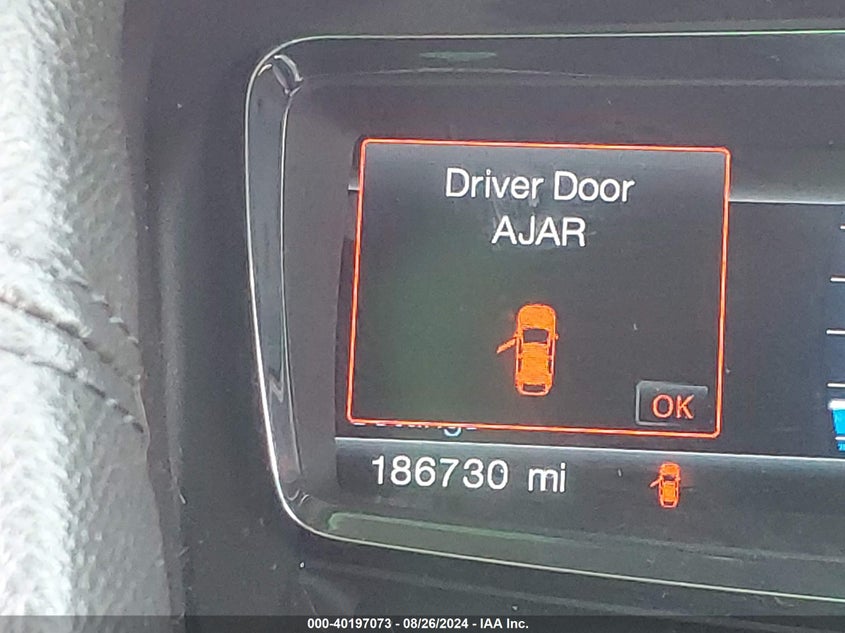 Driver Door
AJAR
OK
186730 mi
000-40197073 - 08/26/2024 - IAA Inc.